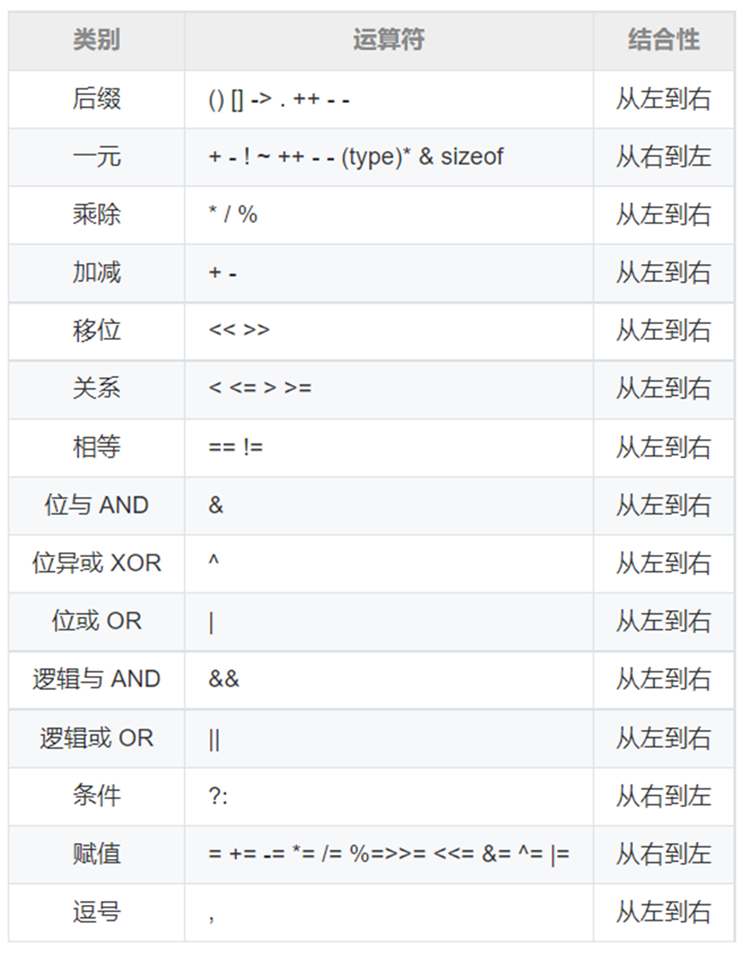 类别 运算符 结合性
后缀 () [] -> . ++ - - 从左到右
一元 + - ! ~ ++ - - (type)* & sizeof 从右到左
乘除 * / % 从左到右
加减 + - 从左到右
移位 << >> 从左到右
关系 < <= > >= 从左到右
相等 == != 从左到右
位与 AND & 从左到右
位异或 XOR ^ 从左到右
位或 OR | 从左到右
逻辑与 AND && 从左到右
逻辑或 OR || 从左到右
条件 ?: 从右到左
赋值 = += -= *= /= %=>>= <<= &= ^= |= 从右到左
逗号 , 从左到右